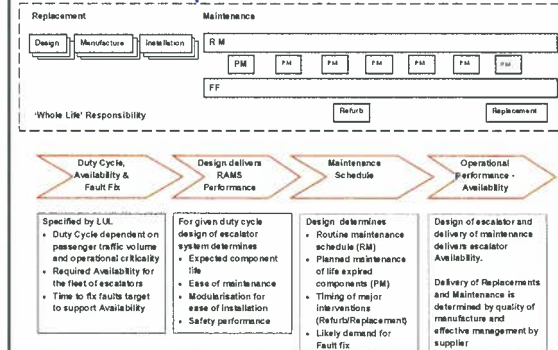 Replacement
Maintenance
Design
Manufacture
Installation
RM
PM
PM
PM
PM
PM
PM
PM
FF
'Whole Life' Responsibility
Refurb
Replacement
Duty Cycle,
Availability &
Fault Fix
Design delivers
RAMS
Performance
Maintenance
Schedule
Operational
Performance -
Availability
Specified by LUL.
• Duty Cycle dependent on
passenger traffic volume
and operational criticality
• Required Availability for
the fleet of escalators
• Time to fix faults target
to support Availability
For given duty cycle
design of escalator
system determines
• Expected component
life
• Ease of maintenance
• Modularisation for
ease of installation
• Safety performance
Design determines
• Routine maintenance
schedule (RM)
• Planned maintenance
of life expired
components (PM)
• Timing of major
interventions
(Refurb/Replacement)
• Likely demand for
Fault fix
Design of escalator and
delivery of maintenance
delivers escalator
Availability.
Delivery of Replacements
and Maintenance is
determined by quality of
manufacture and
effective management by
supplier